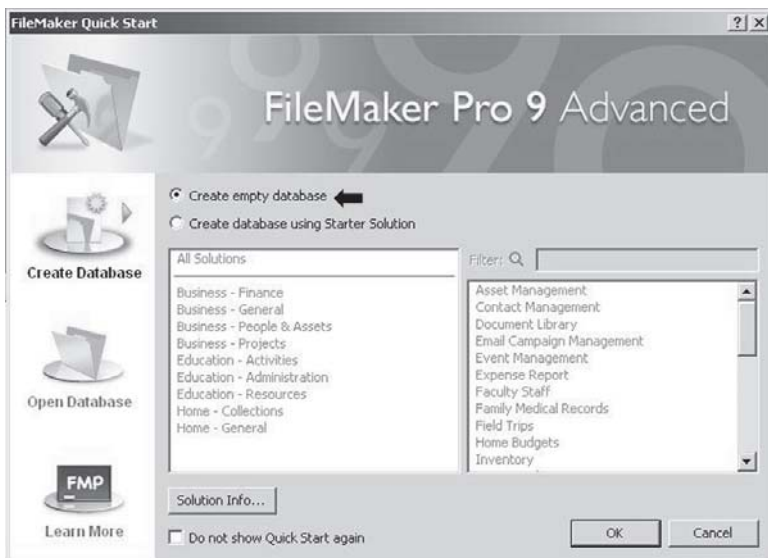 FileMaker Quick Start
FileMaker Pro 9 Advanced
Create Database
Open Database
FMP
Learn More
Create empty database
Create database using Starter Solution
All Solutions
Business - Finance
Business - General
Business - People & Assets
Business - Projects
Education - Activities
Education - Administration
Education - Resources
Home - Collections
Home - General
Filter:
Asset Management
Contact Management
Document Library
Email Campaign Management
Event Management
Expense Report
Faculty Staff
Family Medical Records
Field Trips
Home Budgets
Inventory
Solution Info...
Do not show Quick Start again
OK
Cancel